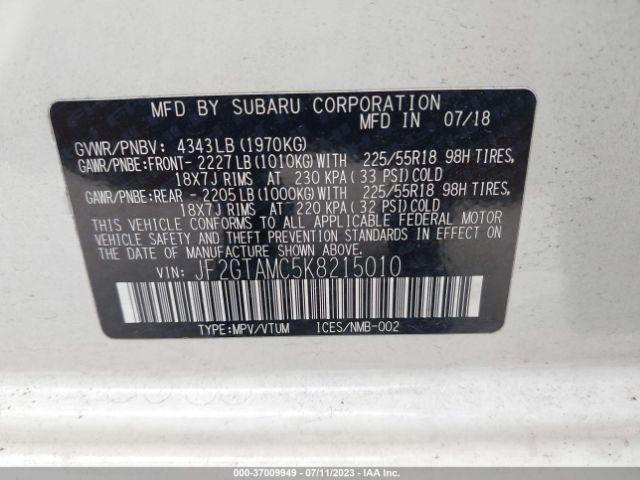 MFD BY SUBARU CORPORATION
MFD IN 07/18
GVWR/PNBV: 4343LB(1970KG)
GAWR/PNBE:FRONT- 2227LB(1010KG)WITH 225/55R18 98H TIRES,
18X7J RIMS AT 230 KPA(33 PSI)COLD
GAWR/PNBE:REAR - 2205LB(1000KG)WITH 225/55R18 98H TIRES,
18X7J RIMS AT 220 KPA(32 PSI)COLD
THIS VEHICLE CONFORMS TO ALL APPLICABLE FEDERAL MOTOR
VEHICLE SAFETY AND THEFT PREVENTION STANDARDS IN EFFECT ON
THE DATE OF MANUFACTURE SHOWN ABOVE.
VIN: JF2GTAMC5K8215010
TYPE:MPV/VTUM ICES/NMB-002
000-37009949 - 07/11/2023 - IAAI.COM